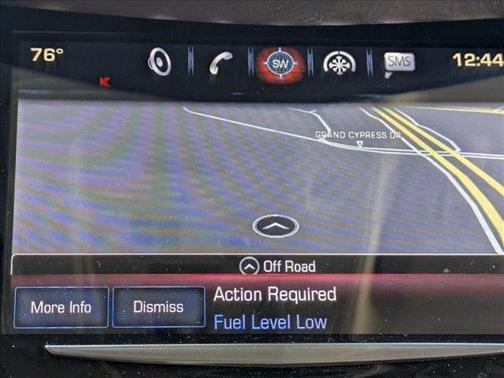 76° SW SMS 12:44
GRAND CYPRESS DR
Off Road
Action Required
More Info Dismiss
Fuel Level Low